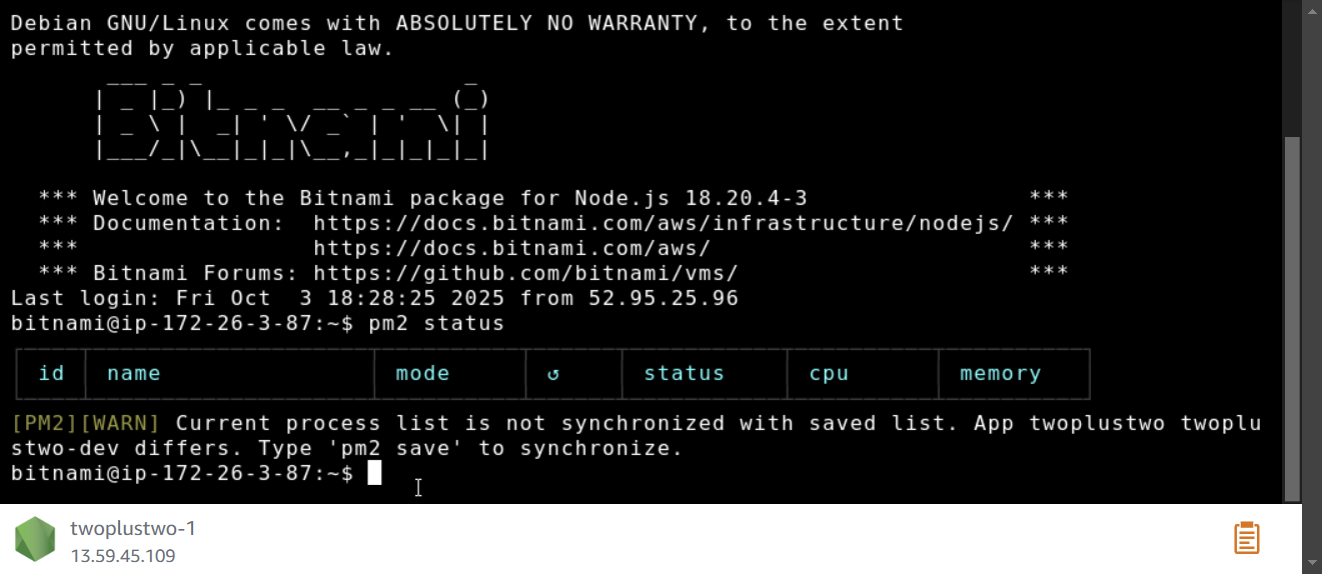 Debian GNU/Linux comes with ABSOLUTELY NO WARRANTY, to the extent
permitted by applicable law.
Bitnami
*** Welcome to the Bitnami package for Node.js 18.20.4-3 ***
*** Documentation: https://docs.bitnami.com/aws/infrastructure/nodejs/ ***
*** https://docs.bitnami.com/aws/ ***
*** Bitnami Forums: https://github.com/bitnami/vms/ ***
Last login: Fri Oct  3 18:28:25 2025 from 52.95.25.96
bitnami@ip-172-26-3-87:~$ pm2 status
id name mode ↺ status cpu memory
[PM2][WARN] Current process list is not synchronized with saved list. App twoplustwo twoplu
stwo-dev differs. Type 'pm2 save' to synchronize.
bitnami@ip-172-26-3-87:~$
twoplustwo-1
13.59.45.109